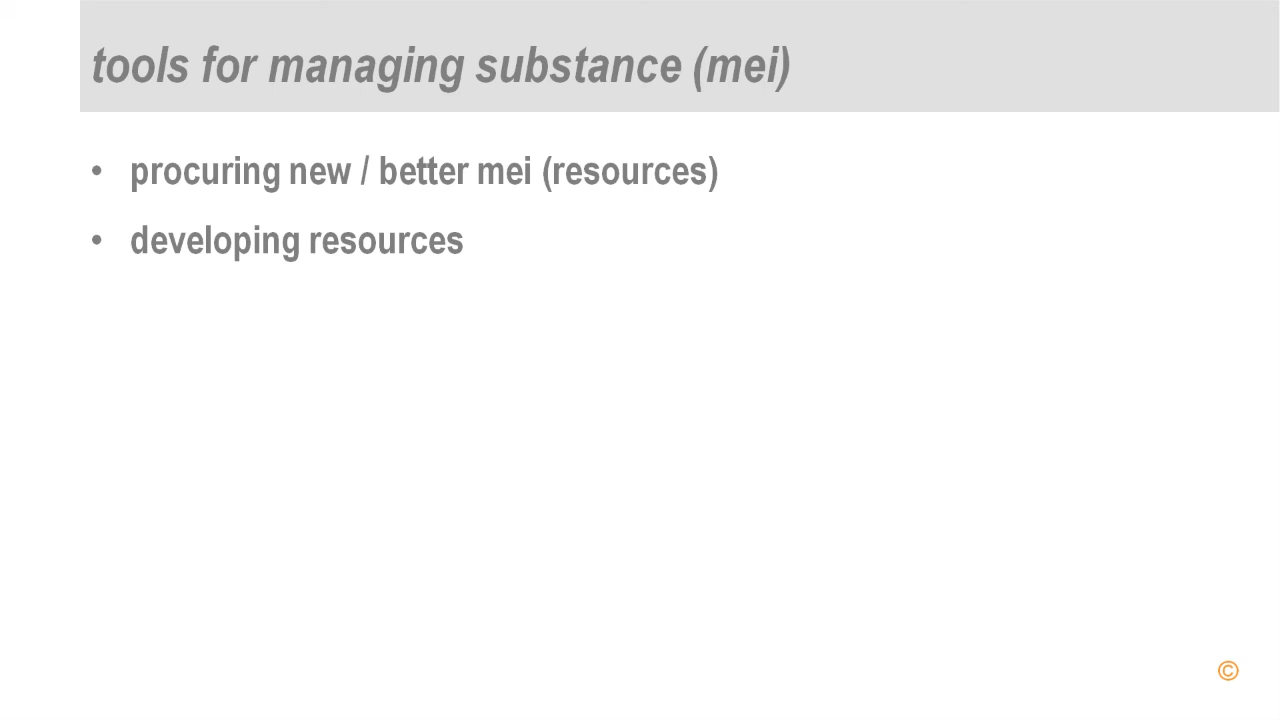 tools for managing substance (mei)
• procuring new / better mei (resources)
• developing resources
©